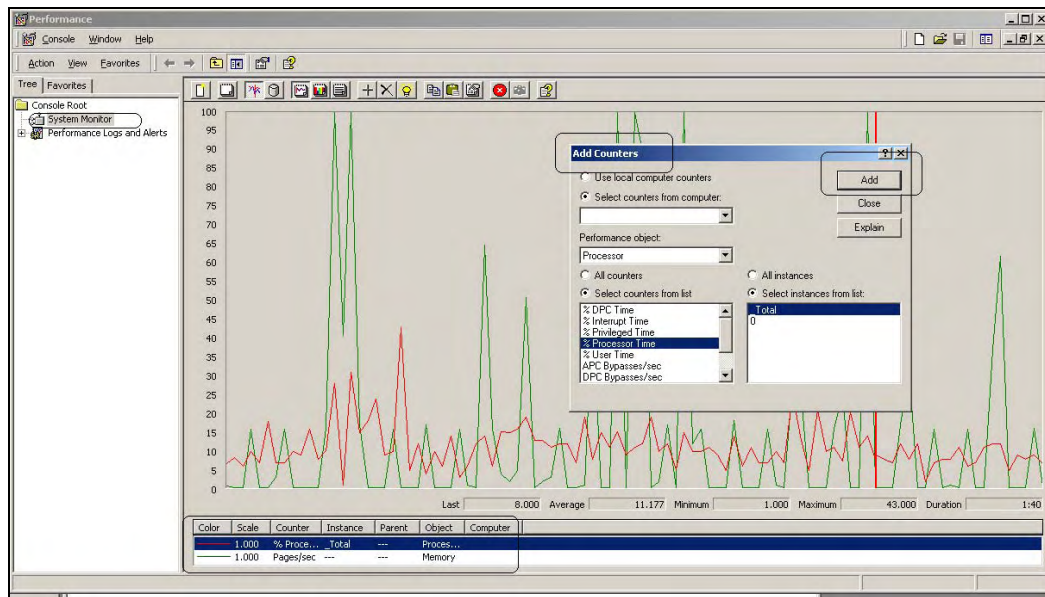 Performance
Console Window Help
Action View Favorites
Tree Favorites
Console Root
System Monitor
Performance Logs and Alerts
100
95
90
85
80
75
70
65
60
55
50
45
40
35
30
25
20
15
10
5
0
Add Counters
Use local computer counters
Select counters from computer:
Performance object:
Processor
All counters
Select counters from list
% DPC Time
% Interrupt Time
% Privileged Time
% Processor Time
% User Time
APC Bypasses/sec
DPC Bypasses/sec
All instances
Select instances from list:
_Total
0
Add
Close
Explain
Last 8.000 Average 11.177 Minimum 1.000 Maximum 43.000 Duration 1:40
Color Scale Counter Instance Parent Object Computer
1.000 % Proce... _Total --- Proces...
1.000 Pages/sec --- --- Memory